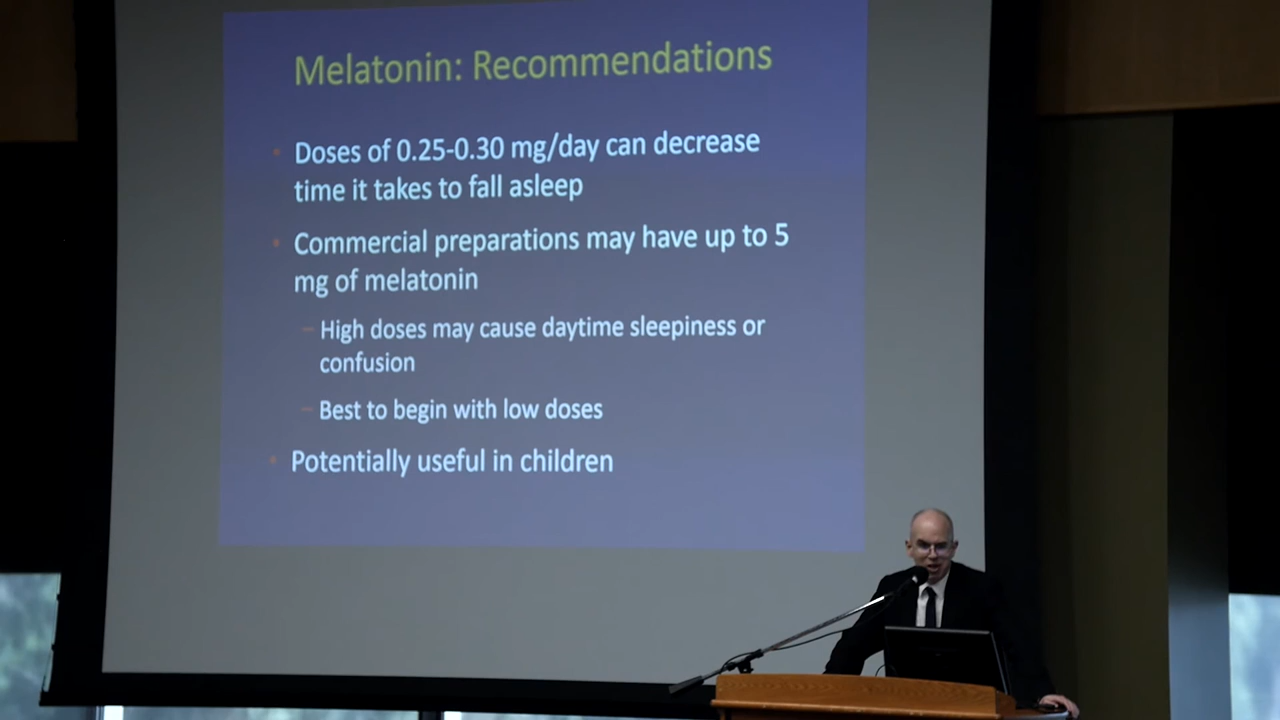 Melatonin: Recommendations
Doses of 0.25-0.30 mg/day can decrease
time it takes to fall asleep
Commercial preparations may have up to 5
mg of melatonin
– High doses may cause daytime sleepiness or
confusion
– Best to begin with low doses
Potentially useful in children